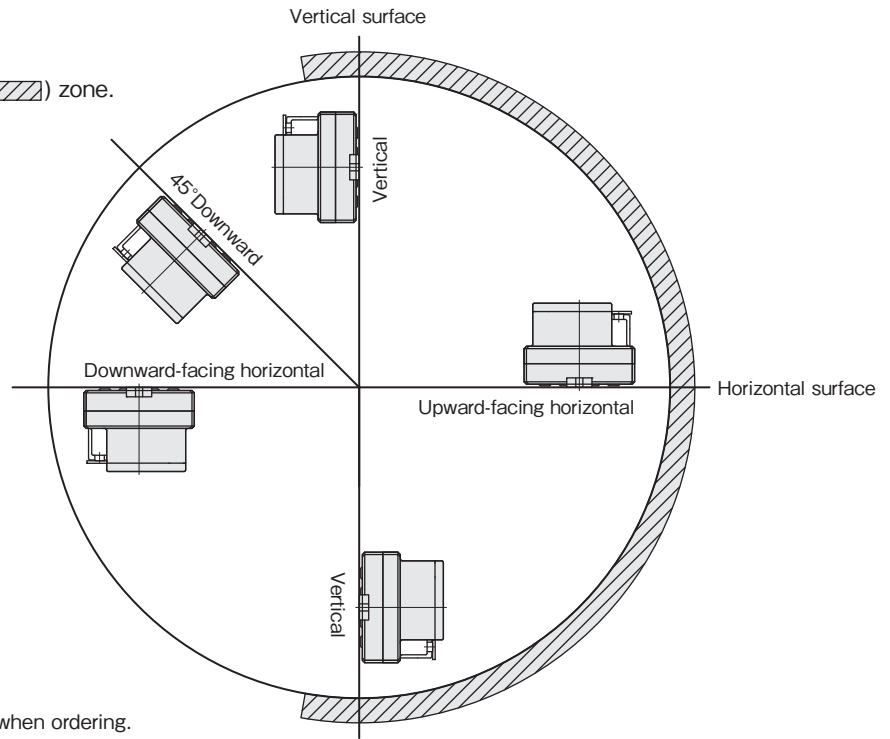 Vertical surface
) zone.
Vertical
45°Downward
Downward-facing horizontal
Horizontal surface
Upward-facing horizontal
Vertical
when ordering.